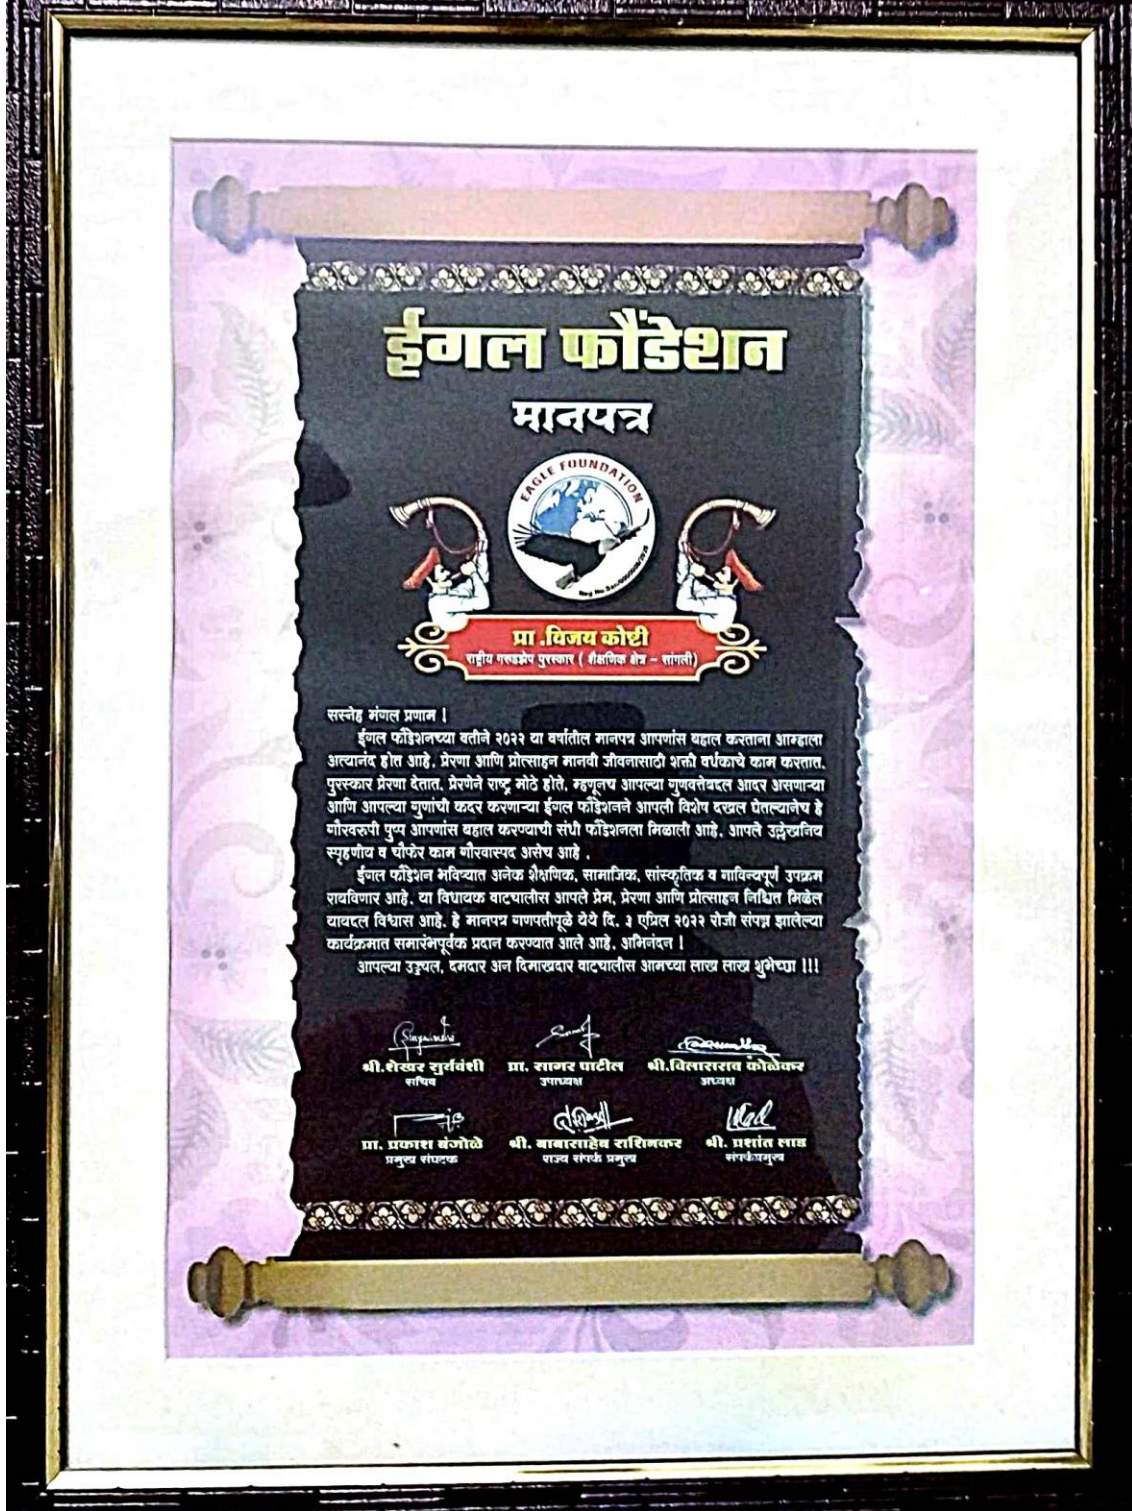 ईगल फौंडेशन
मानपत्र
EAGLE FOUNDATION
प्रा .विजय कोष्टी
राष्ट्रीय गरुडझेप पुरस्कार ( शैक्षणिक क्षेत्र - सांगली)
सस्नेह मंगल प्रणाम !
ईगल फौंडेशनच्या वतीने २०२२ या वर्षातील मानपत्र आपणांस बहाल करताना आम्हाला
अत्यानंद होत आहे. प्रेरणा आणि प्रोत्साहन मानवी जीवनासाठी शक्ती वर्धकाचे काम करतात.
पुरस्कार प्रेरणा देतात. प्रेरणेने राष्ट्र मोठे होते. म्हणूनच आपल्या गुणवत्तेबद्दल आदर असणाऱ्या
आणि आपल्या गुणांची कदर करणाऱ्या ईगल फौंडेशनने आपली विशेष दखल घेतल्यानेच हे
गौरवरुपी पुष्प आपणांस बहाल करण्याची संधी फौंडेशनला मिळाली आहे. आपले उल्लेखनिय
स्पृहणीय व चौफेर काम गौरवास्पद असेच आहे .
ईगल फौंडेशन भविष्यात अनेक शैक्षणिक, सामाजिक, सांस्कृतिक व नाविन्यपूर्ण उपक्रम
राबविणार आहे. या विधायक वाटचालीस आपले प्रेम, प्रेरणा आणि प्रोत्साहन निश्चित मिळेल
याबद्दल विश्वास आहे. हे मानपत्र गणपतीपूळे येथे दि. ३ एप्रिल २०२२ रोजी संपन्न झालेल्या
कार्यक्रमात समारंभपूर्वक प्रदान करण्यात आले आहे. अभिनंदन !
आपल्या उज्ज्वल, दमदार अन दिमाखदार वाटचालीस आमच्या लाख लाख शुभेच्छा !!!
श्री.शेखर सुर्यवंशी प्रा. सागर पाटील श्री.विलासराव कोळेकर
सचिव उपाध्यक्ष अध्यक्ष
प्रा. प्रकाश वंजोळे श्री. बाबासाहेब राशिनकर श्री. प्रशांत लाड
प्रमुख संघटक राज्य संपर्क प्रमुख संपर्कप्रमुख